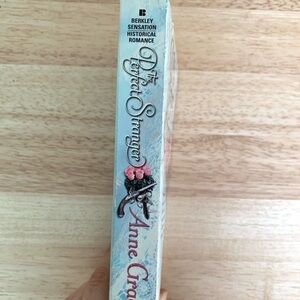 B
BERKLEY
SENSATION
HISTORICAL
ROMANCE
The
Perfect Stranger
Anne Gra